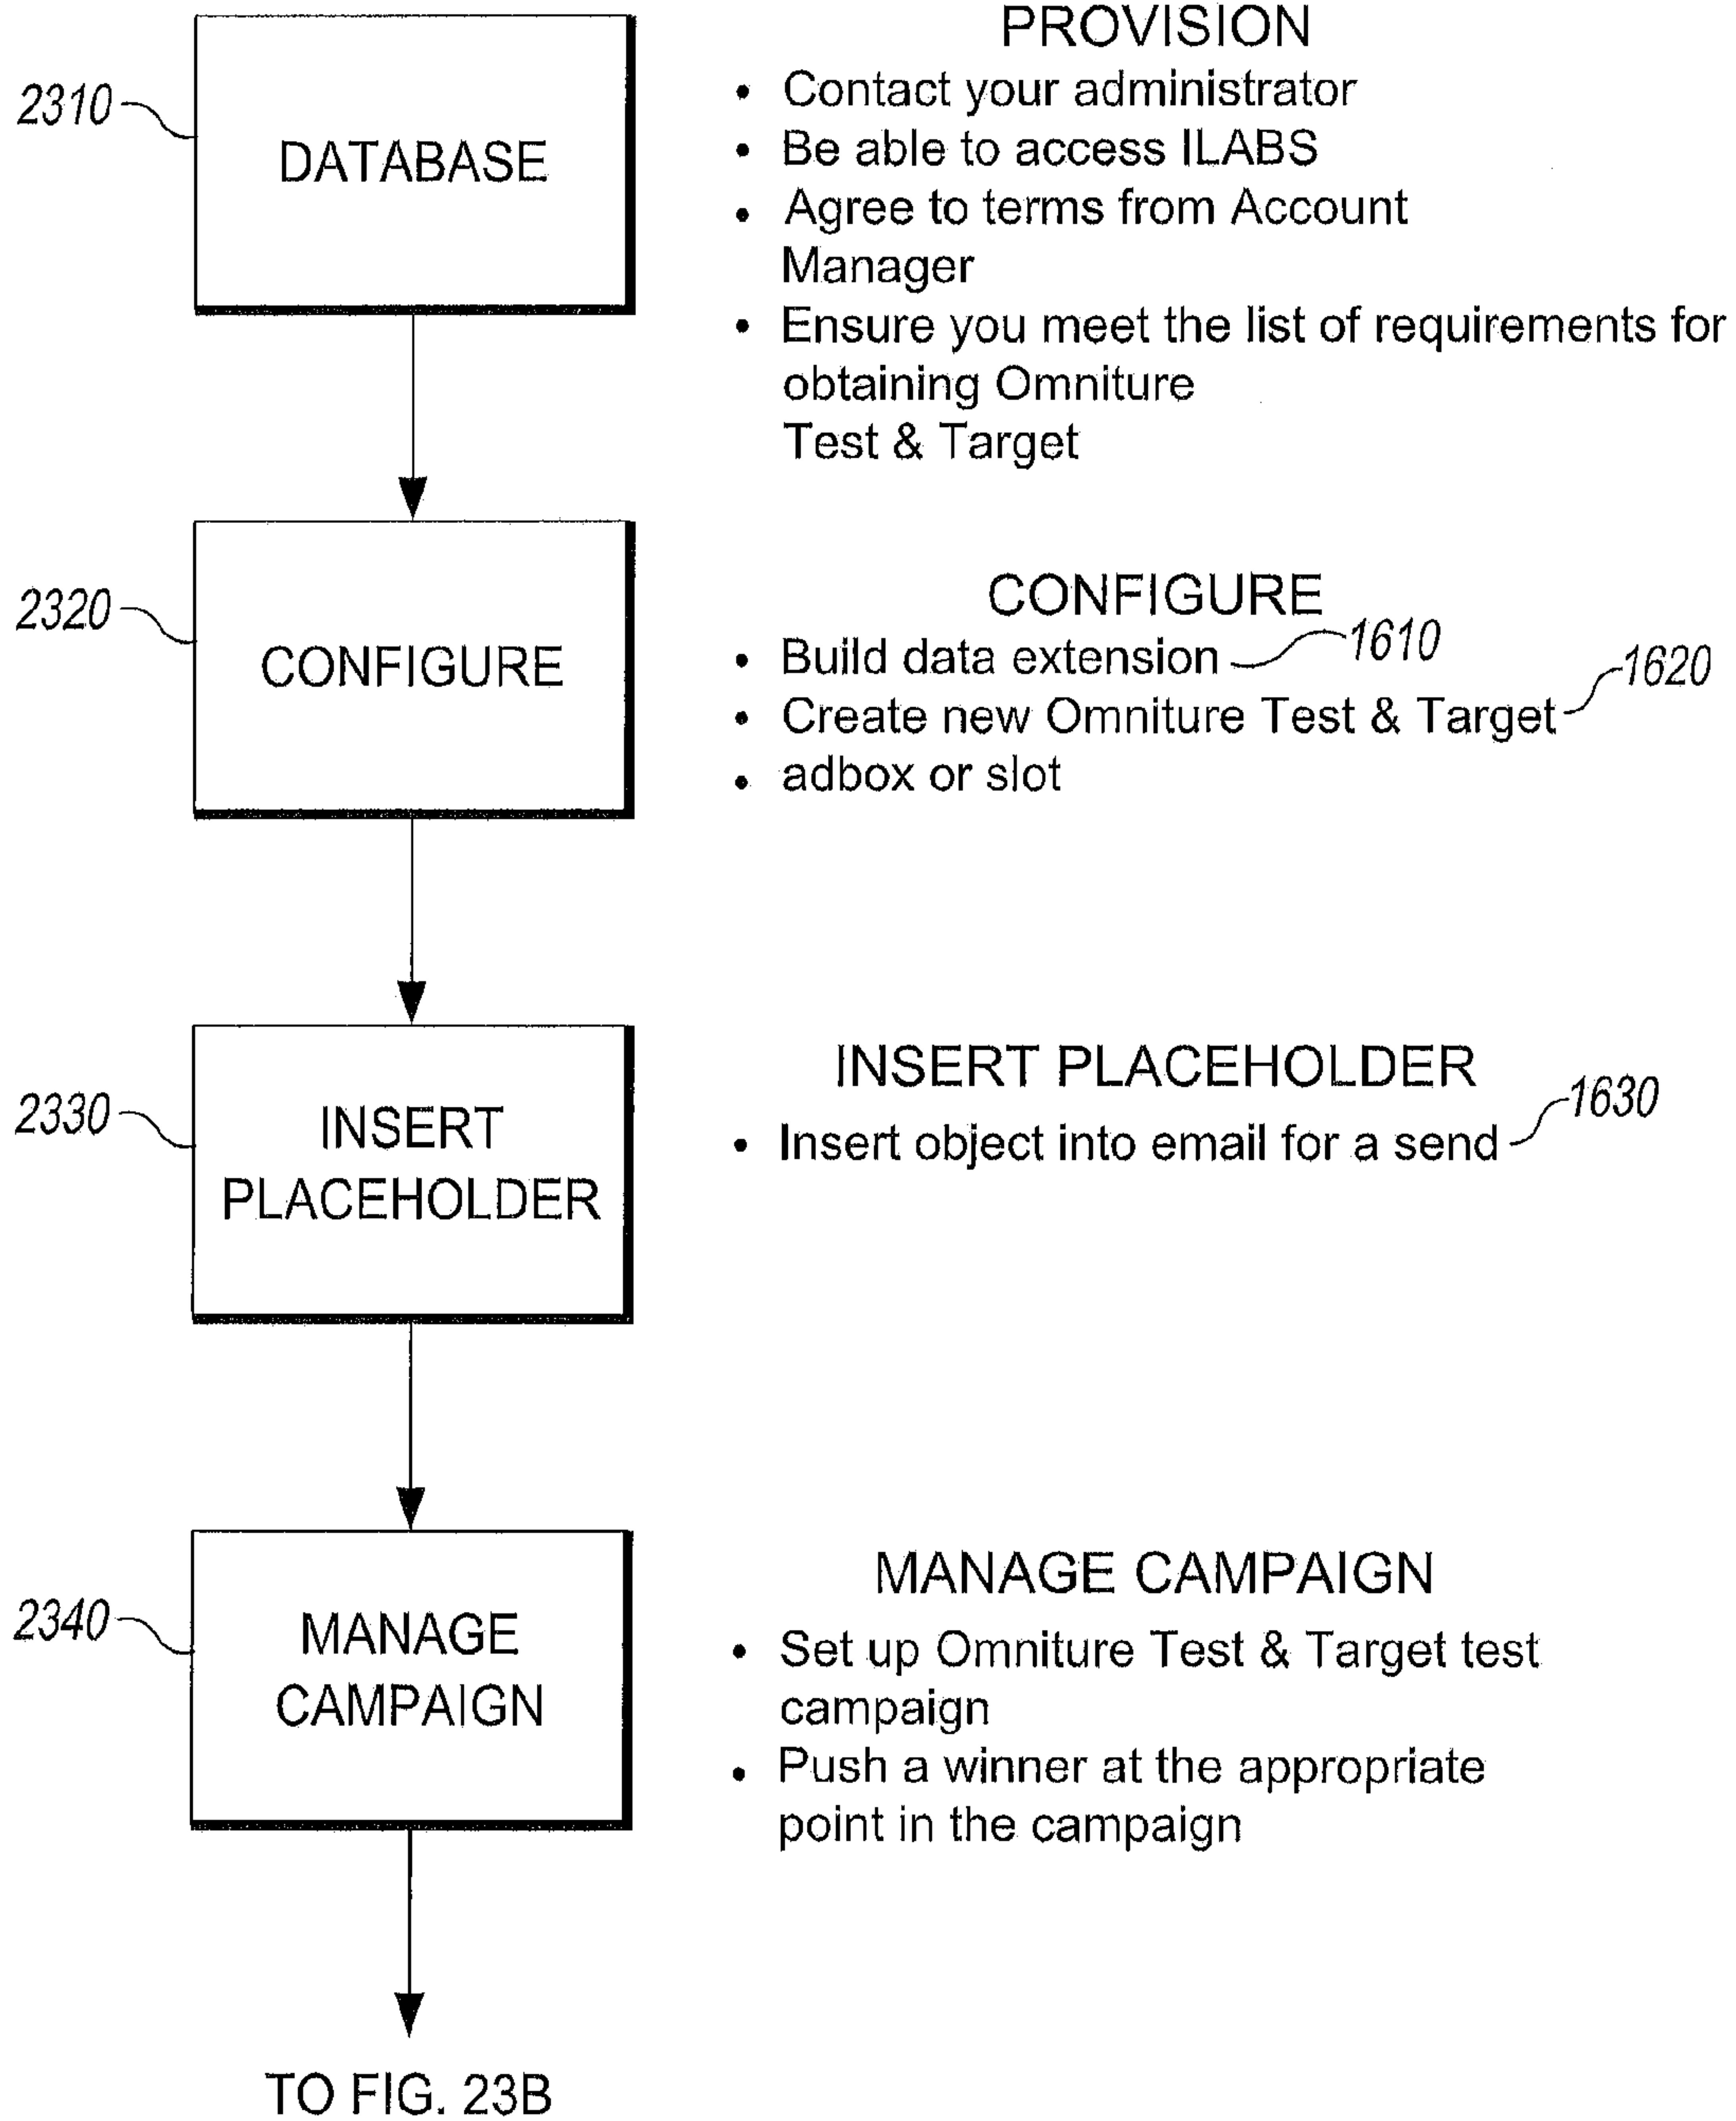 PROVISION
2310
DATABASE
• Contact your administrator
• Be able to access ILABS
• Agree to terms from Account
Manager
• Ensure you meet the list of requirements for
obtaining Omniture
Test & Target
2320
CONFIGURE
CONFIGURE
• Build data extension 1610
• Create new Omniture Test & Target 1620
• adbox or slot
2330
INSERT
PLACEHOLDER
INSERT PLACEHOLDER
• Insert object into email for a send 1630
2340
MANAGE
CAMPAIGN
MANAGE CAMPAIGN
• Set up Omniture Test & Target test
campaign
• Push a winner at the appropriate
point in the campaign
TO FIG. 23B